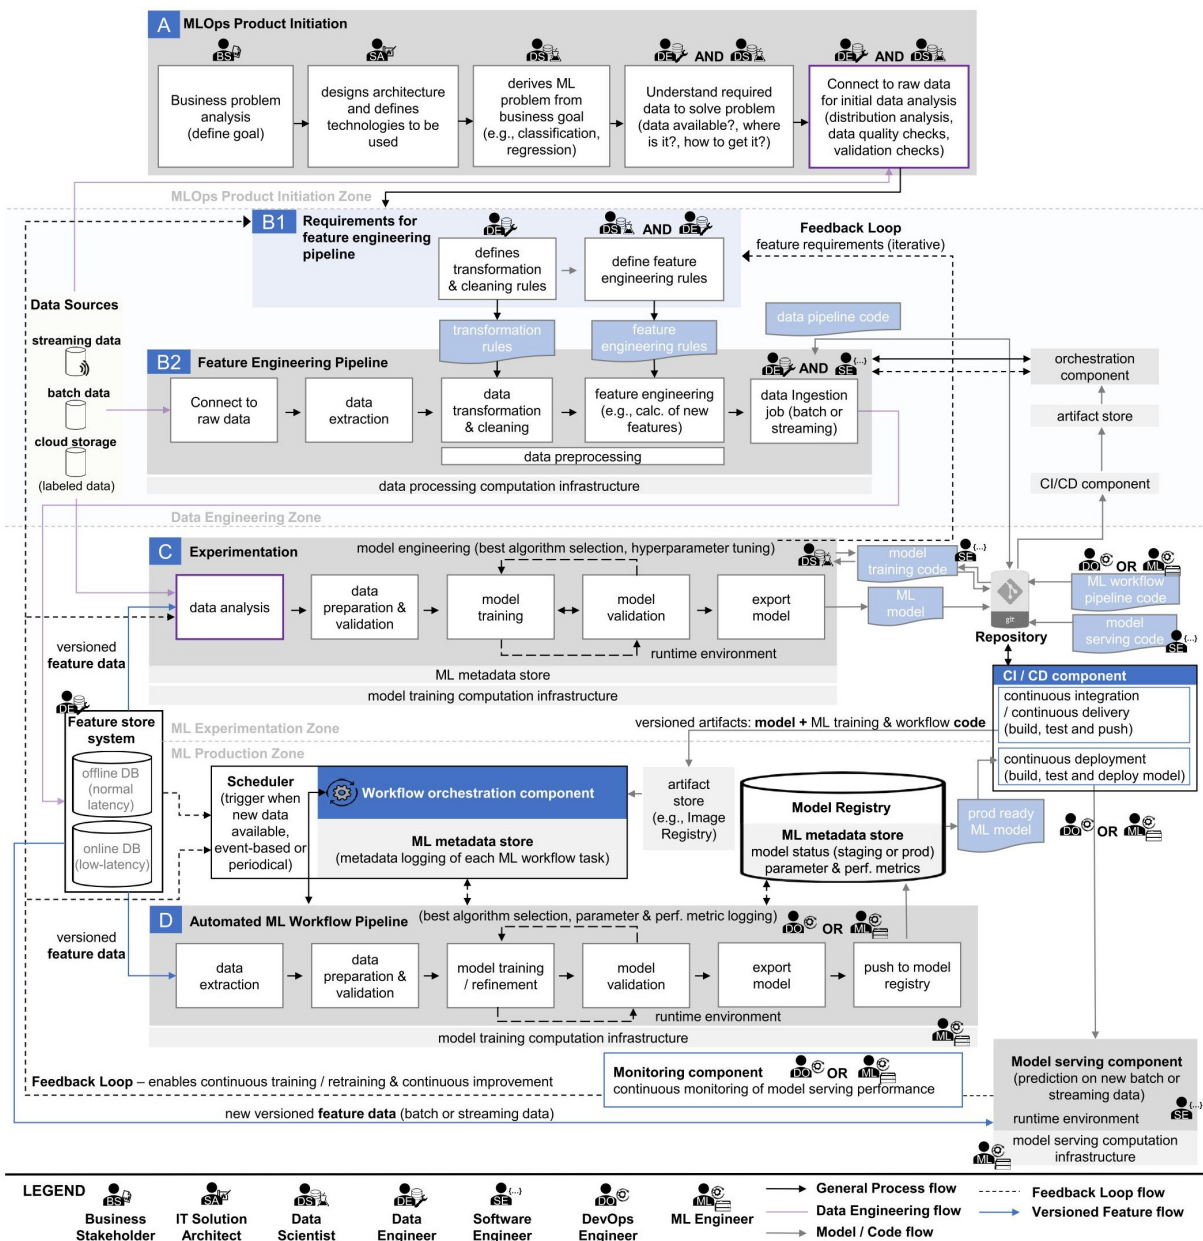 A MLOps Product Initiation
BS
SA
DS
DE AND DS
DE AND DS
Business problem
analysis
(define goal)
designs architecture
and defines
technologies to be
used
derives ML
problem from
business goal
(e.g., classification,
regression)
Understand required
data to solve problem
(data available?, where
is it?, how to get it?)
Connect to raw data
for initial data analysis
(distribution analysis,
data quality checks,
validation checks)
MLOps Product Initiation Zone
B1 Requirements for
feature engineering
pipeline
DE
DS AND DE
defines
transformation
& cleaning rules
define feature
engineering rules
Feedback Loop
feature requirements (iterative)
Data Sources
streaming data
batch data
cloud storage
(labeled data)
transformation
rules
feature
engineering rules
data pipeline code
B2 Feature Engineering Pipeline
DE AND SE {...}
Connect to
raw data
data
extraction
data
transformation
& cleaning
feature engineering
(e.g., calc. of new
features)
data Ingestion
job (batch or
streaming)
data preprocessing
data processing computation infrastructure
orchestration
component
artifact store
CI/CD component
Data Engineering Zone
C Experimentation
model engineering (best algorithm selection, hyperparameter tuning)
DS
data analysis
data
preparation &
validation
model
training
model
validation
export
model
runtime environment
ML metadata store
model training computation infrastructure
model
training code
SE {...}
ML
model
git
Repository
DO OR ML
ML workflow
pipeline code
model
serving code
SE {...}
versioned
feature data
DE
Feature store
system
offline DB
(normal
latency)
online DB
(low-latency)
ML Experimentation Zone
ML Production Zone
versioned artifacts: model + ML training & workflow code
CI / CD component
continuous integration
/ continuous delivery
(build, test and push)
continuous deployment
(build, test and deploy model)
Scheduler
(trigger when
new data
available,
event-based or
periodical)
Workflow orchestration component
ML metadata store
(metadata logging of each ML workflow task)
artifact
store
(e.g., Image
Registry)
Model Registry
ML metadata store
model status (staging or prod)
parameter & perf. metrics
prod ready
ML model
DO OR ML
versioned
feature data
D Automated ML Workflow Pipeline
(best algorithm selection, parameter & perf. metric logging)
DO OR ML
data
extraction
data
preparation &
validation
model training
/ refinement
model
validation
export
model
push to model
registry
runtime environment
model training computation infrastructure
ML
Feedback Loop – enables continuous training / retraining & continuous improvement
Monitoring component
DO OR ML
continuous monitoring of model serving performance
new versioned feature data (batch or streaming data)
Model serving component
(prediction on new batch or
streaming data)
runtime environment
SE {...}
model serving computation
infrastructure
ML
LEGEND
BS
Business
Stakeholder
SA
IT Solution
Architect
DS
Data
Scientist
DE
Data
Engineer
SE {...}
Software
Engineer
DO
DevOps
Engineer
ML
ML Engineer
General Process flow
Data Engineering flow
Model / Code flow
Feedback Loop flow
Versioned Feature flow